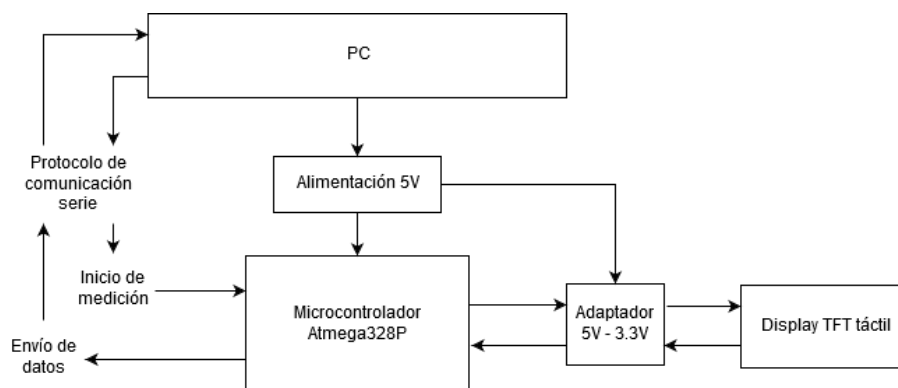 PC
Protocolo de
comunicación
serie
Alimentación 5V
Inicio de
medición
Microcontrolador
Atmega328P
Adaptador
5V - 3.3V
Display TFT táctil
Envío de
datos